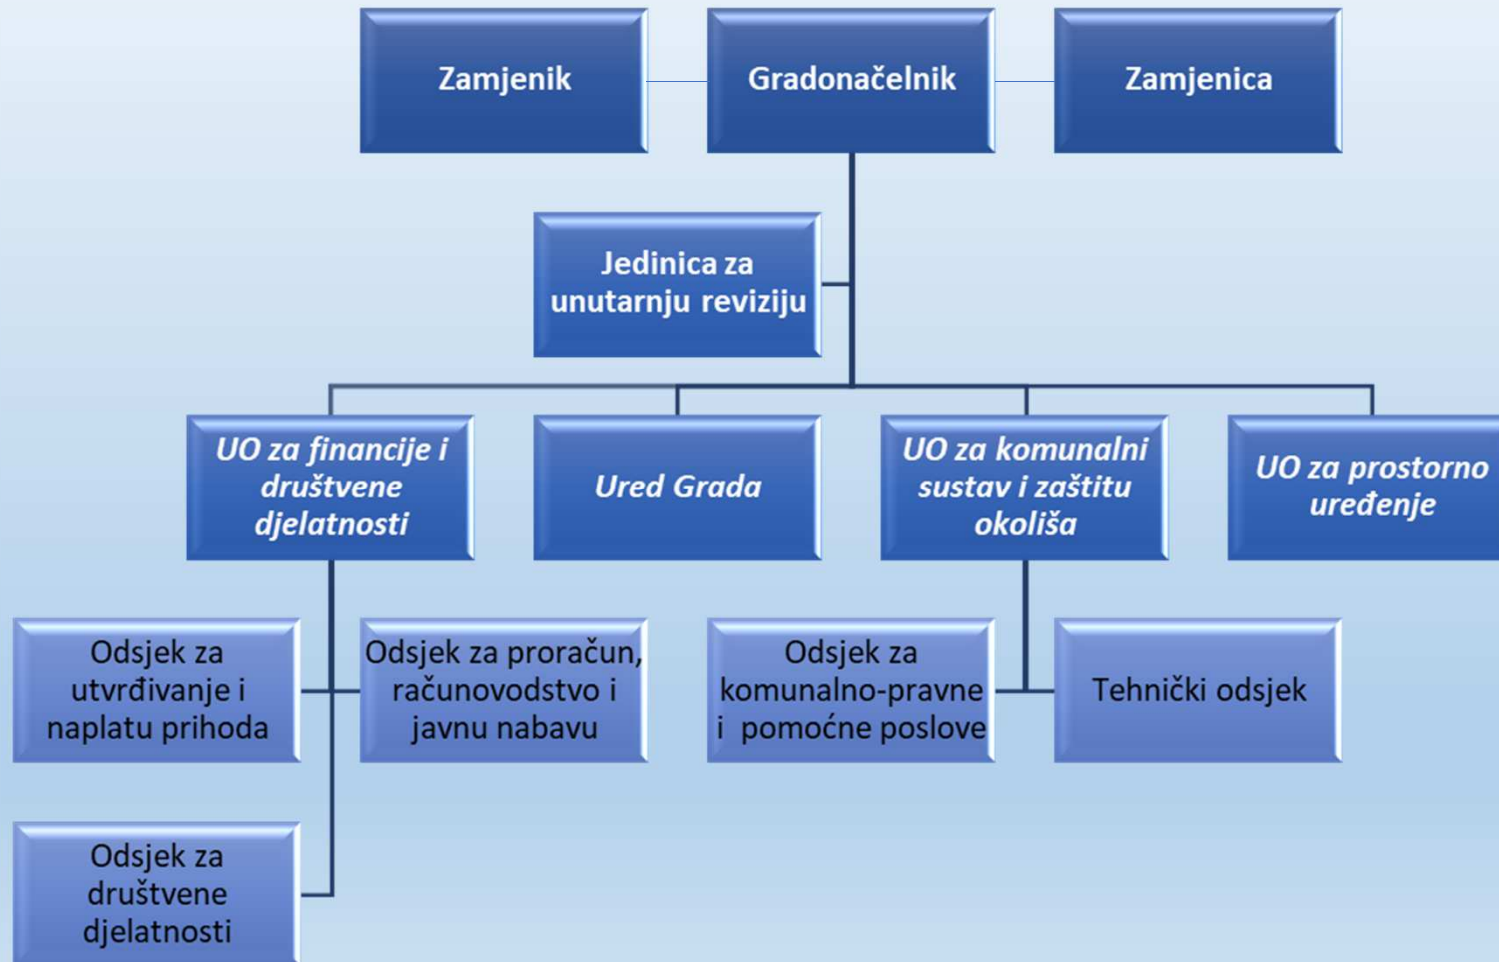 Zamjenik
Gradonačelnik
Zamjenica
Jedinica za
unutarnju reviziju
UO za financije i
društvene
djelatnosti
Ured Grada
UO za komunalni
sustav i zaštitu
okoliša
UO za prostorno
uređenje
Odsjek za
utvrđivanje i
naplatu prihoda
Odsjek za proračun,
računovodstvo i
javnu nabavu
Odsjek za
komunalno-pravne
i  pomoćne poslove
Tehnički odsjek
Odsjek za
društvene
djelatnosti